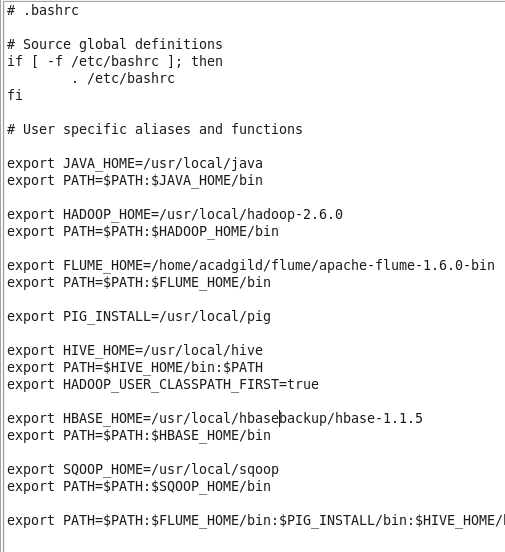 # .bashrc
# Source global definitions
if [ -f /etc/bashrc ]; then
. /etc/bashrc
fi
# User specific aliases and functions
export JAVA_HOME=/usr/local/java
export PATH=$PATH:$JAVA_HOME/bin
export HADOOP_HOME=/usr/local/hadoop-2.6.0
export PATH=$PATH:$HADOOP_HOME/bin
export FLUME_HOME=/home/acadgild/flume/apache-flume-1.6.0-bin
export PATH=$PATH:$FLUME_HOME/bin
export PIG_INSTALL=/usr/local/pig
export HIVE_HOME=/usr/local/hive
export PATH=$HIVE_HOME/bin:$PATH
export HADOOP_USER_CLASSPATH_FIRST=true
export HBASE_HOME=/usr/local/hbasebackup/hbase-1.1.5
export PATH=$PATH:$HBASE_HOME/bin
export SQOOP_HOME=/usr/local/sqoop
export PATH=$PATH:$SQOOP_HOME/bin
export PATH=$PATH:$FLUME_HOME/bin:$PIG_INSTALL/bin:$HIVE_HOME/